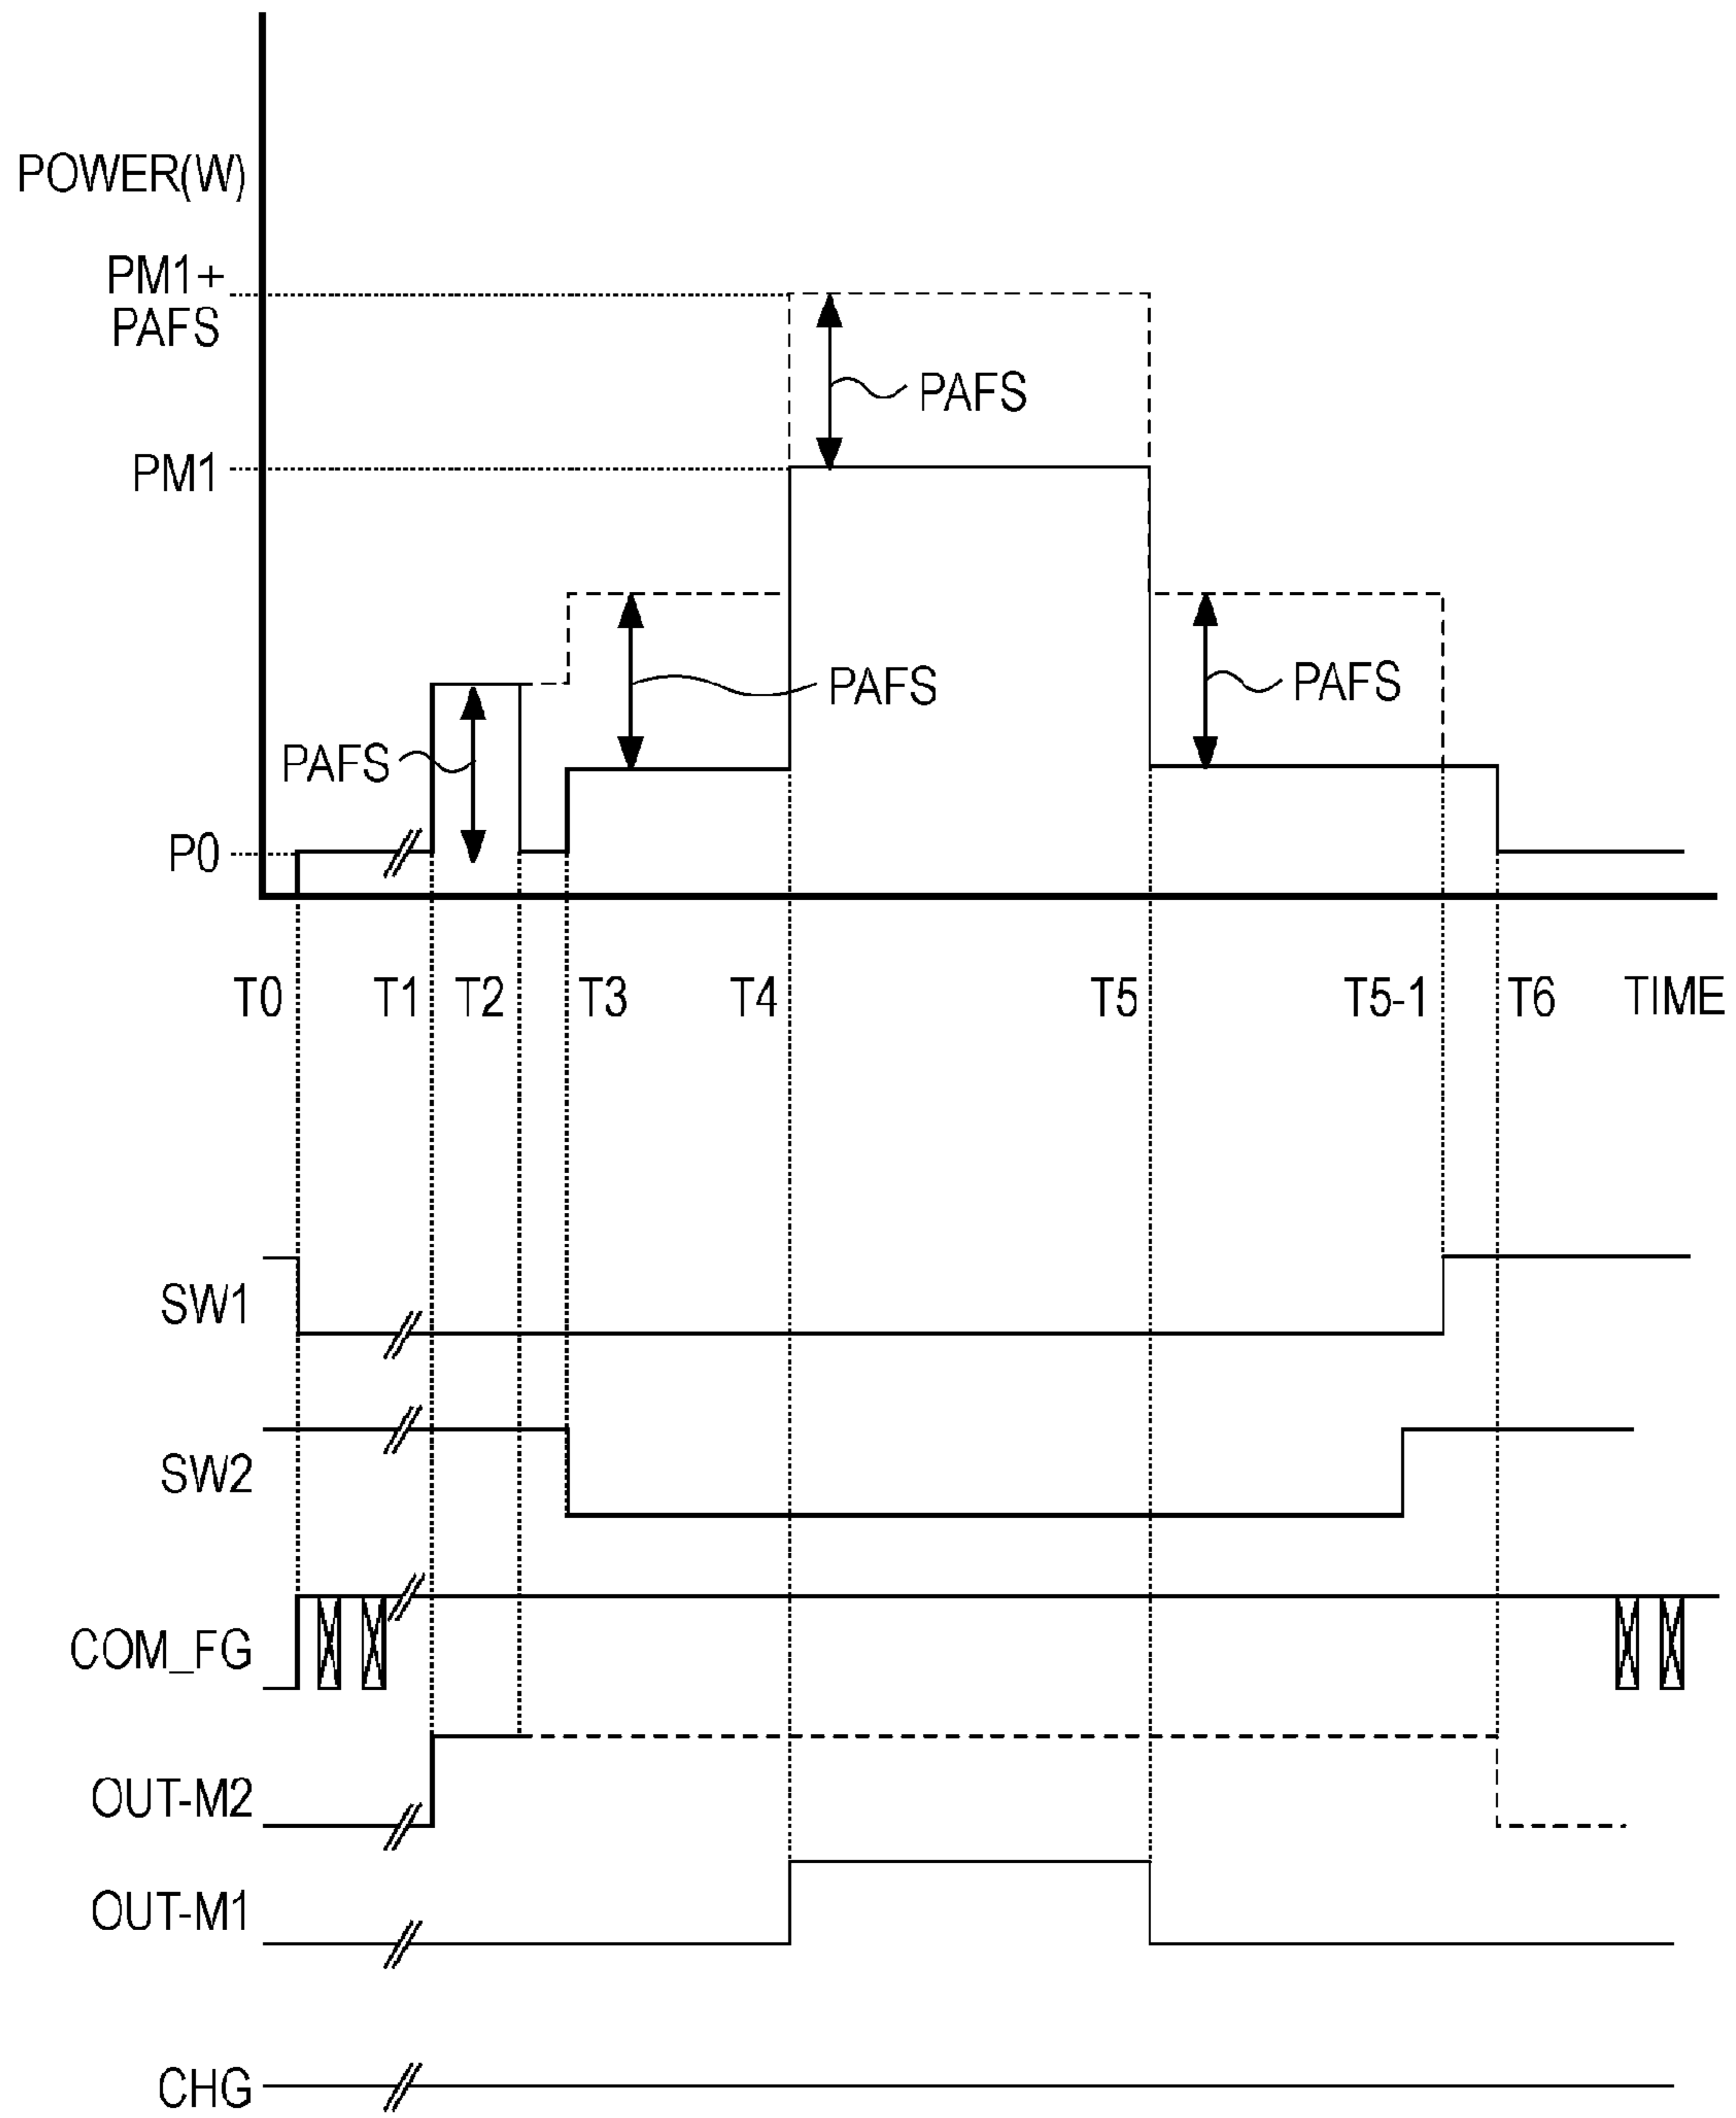 POWER(W)
PM1+
PAFS
PAFS
PM1
PAFS
PAFS
PAFS
P0
T0 T1 T2 T3 T4 T5 T5-1 T6 TIME
SW1
SW2
COM_FG
OUT-M2
OUT-M1
CHG